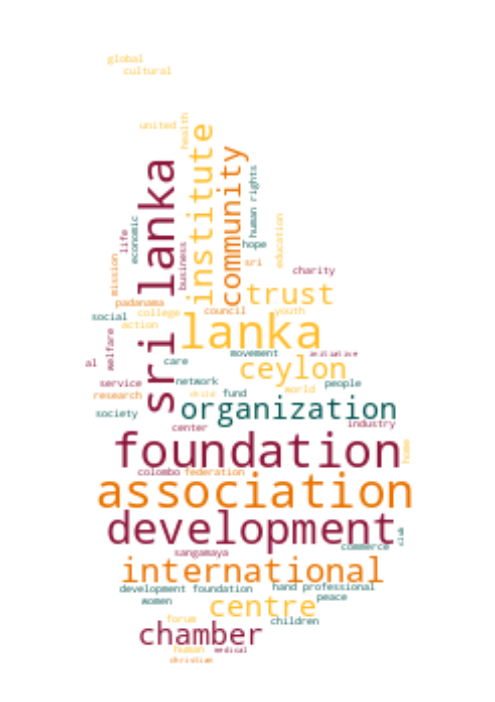 global
cultural
united
health
institute
community
sri lanka
human rights
education
economic
life
hope
business
sri
mission
charity
padanama
trust
college
council
youth
social
action
lanka
welfare
movement
initiative
al
care
ceylon
service
network
people
research
child
fund
world
society
organization
center
industry
foundation
home
colombo
federation
association
development
club
commerce
sangamaya
international
development foundation
hand
professional
women
peace
centre
forum
children
chamber
human
medical
christian